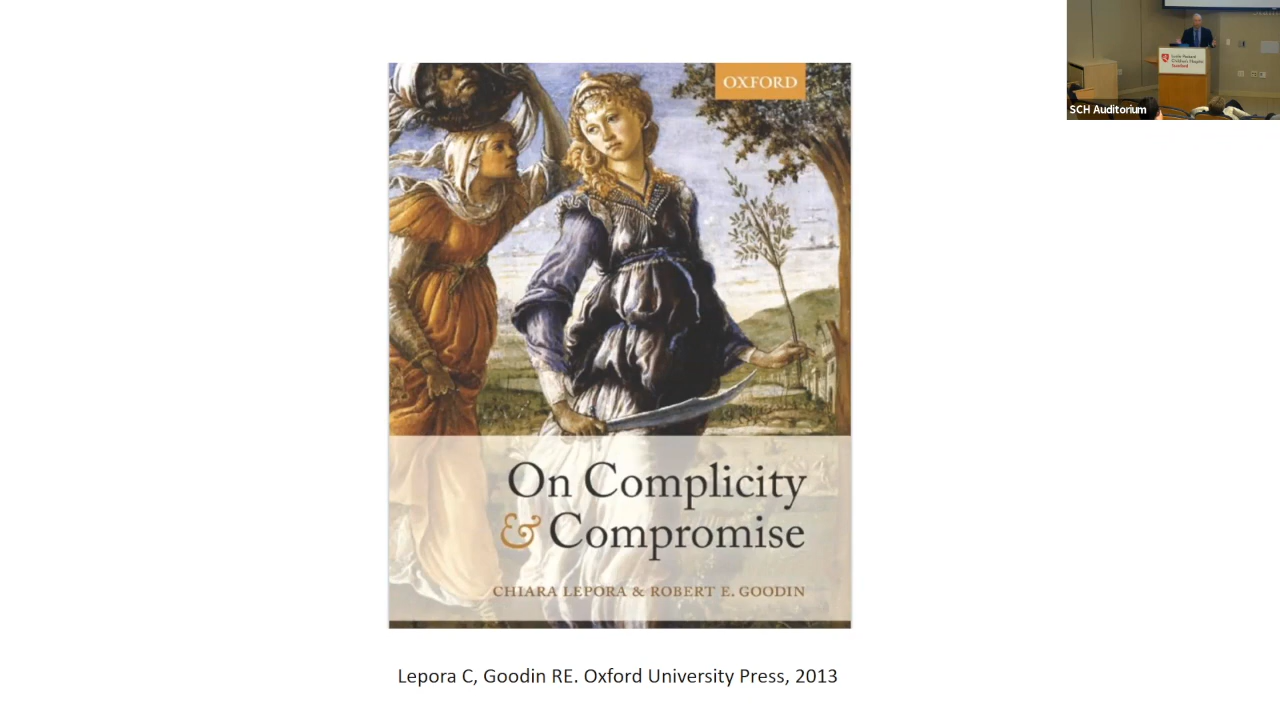 OXFORD
On Complicity
& Compromise
CHIARA LEPORA & ROBERT E. GOODIN
Lepora C, Goodin RE. Oxford University Press, 2013
SCH Auditorium